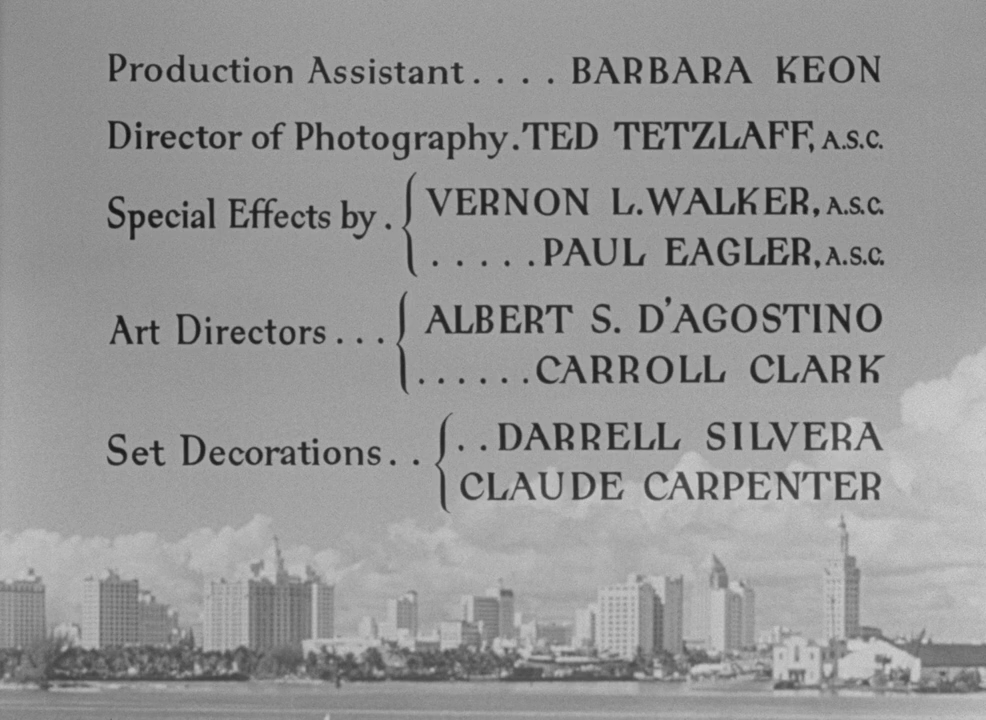 Production Assistant . . . . BARBARA KEON
Director of Photography . TED TETZLAFF, A.S.C.
Special Effects by . { VERNON L. WALKER, A.S.C.
. . . . . PAUL EAGLER, A.S.C.
Art Directors . . . { ALBERT S. D'AGOSTINO
. . . . . . CARROLL CLARK
Set Decorations . . { . . DARRELL SILVERA
CLAUDE CARPENTER